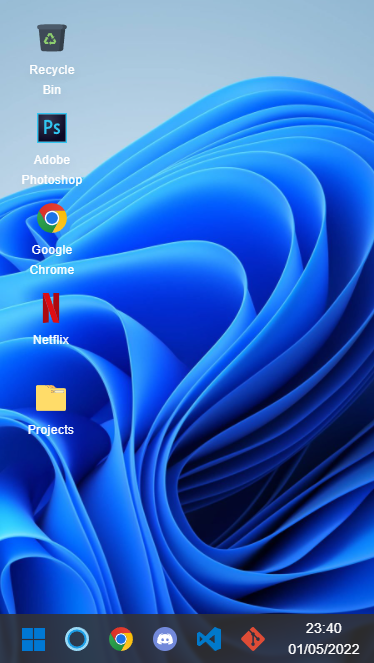 Recycle
Bin
Ps
Adobe
Photoshop
Google
Chrome
Netflix
Projects
23:40
01/05/2022